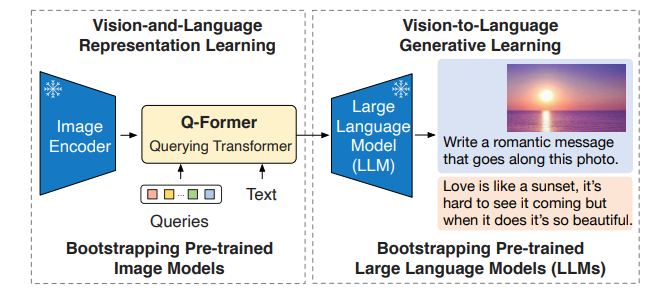 Vision-and-Language
Representation Learning
Vision-to-Language
Generative Learning
Image
Encoder
Q-Former
Querying Transformer
Queries
Text
Bootstrapping Pre-trained
Image Models
Large
Language
Model
(LLM)
Write a romantic message
that goes along this photo.
Love is like a sunset, it's
hard to see it coming but
when it does it's so beautiful.
Bootstrapping Pre-trained
Large Language Models (LLMs)